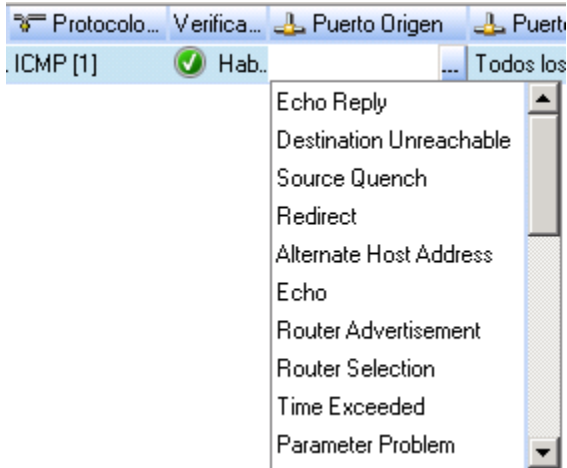 Protocolo... Verifica... Puerto Origen Puerto
. ICMP [1] Hab.. ... Todos los
Echo Reply
Destination Unreachable
Source Quench
Redirect
Alternate Host Address
Echo
Router Advertisement
Router Selection
Time Exceeded
Parameter Problem